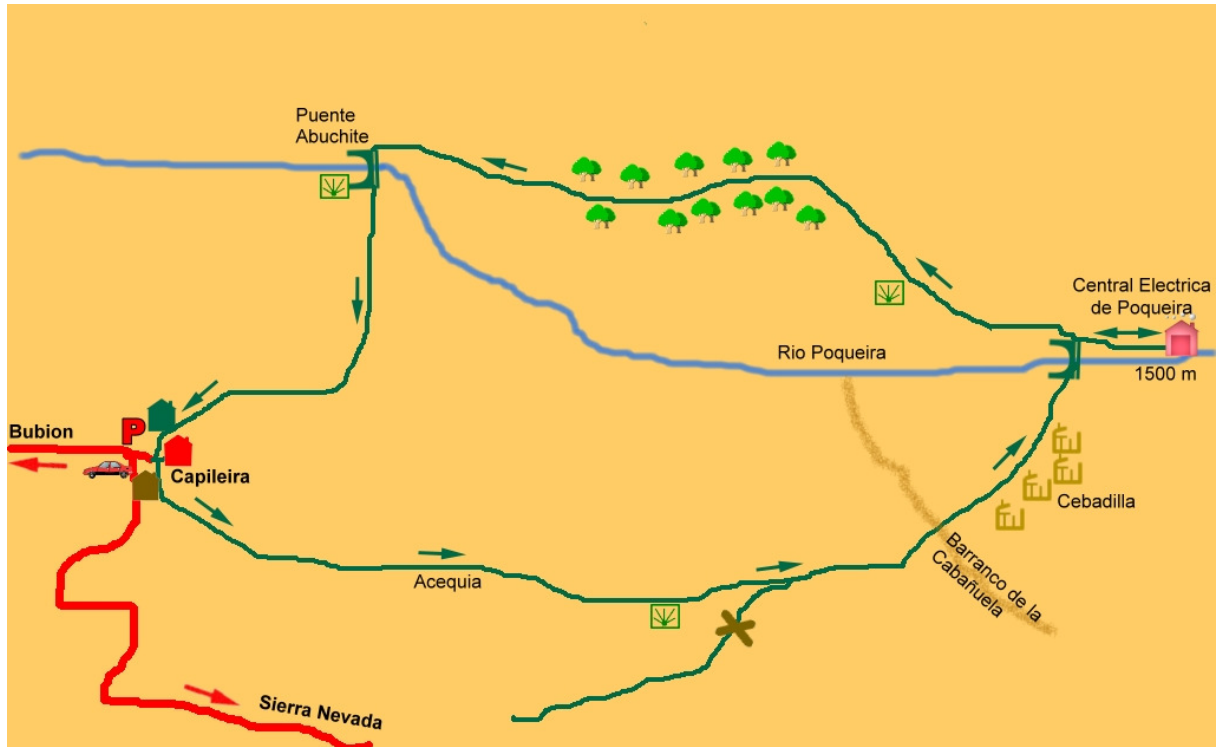 Puente
Abuchite
Central Electrica
de Poqueira
Rio Poqueira
1500 m
P
Bubion
Capileira
Cebadilla
Barranco de la
Cabañuela
Acequia
Sierra Nevada